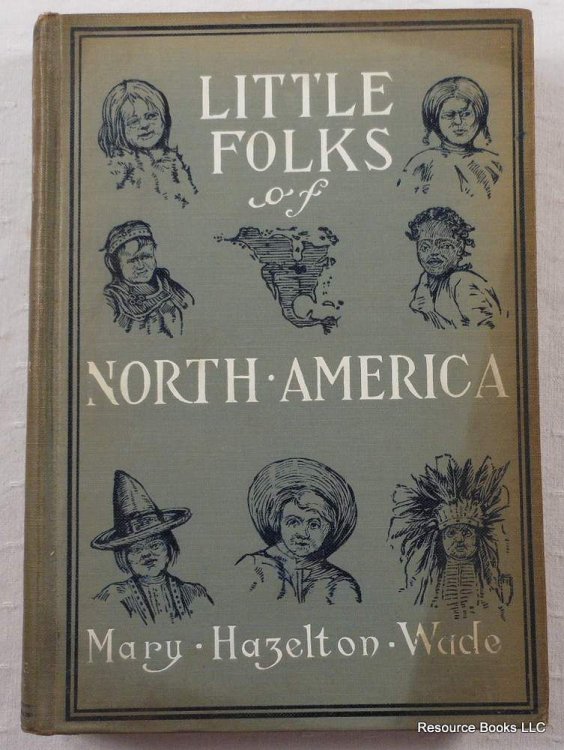 LITTLE
FOLKS
of
NORTH · AMERICA
Mary · Hazelton · Wade
Resource Books LLC